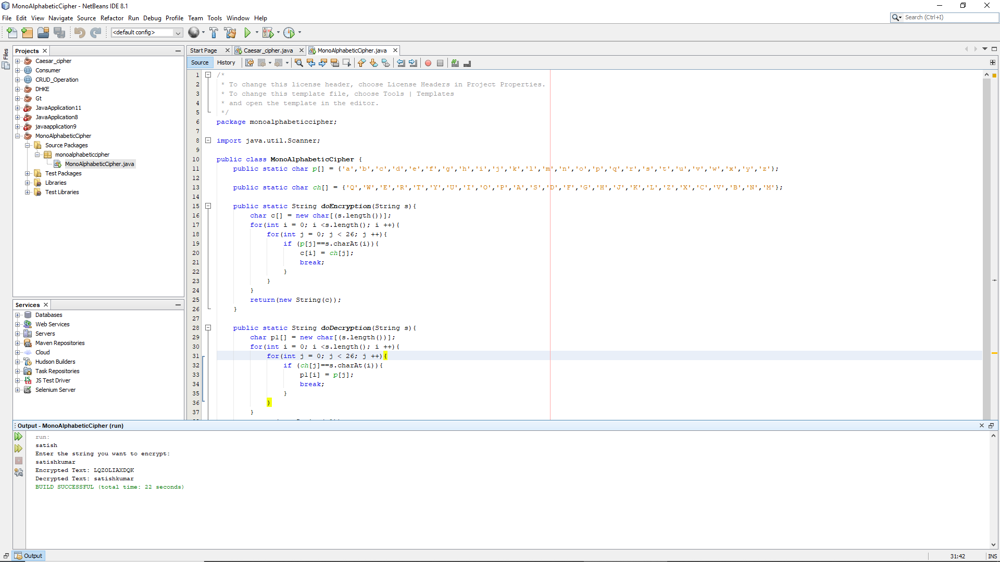 MonoAlphabeticCipher - NetBeans IDE 8.1
File Edit View Navigate Source Refactor Run Debug Profile Team Tools Window Help
Search (Ctrl+I)
<default config>
Files
Projects
Caesar_cipher
Consumer
CRUD_Operation
DHKE
Gt
JavaApplication11
JavaApplication8
javaapplication9
MonoAlphabeticCipher
Source Packages
monoalphabeticcipher
MonoAlphabeticCipher.java
Test Packages
Libraries
Test Libraries
Services
Databases
Web Services
Servers
Maven Repositories
Cloud
Hudson Builders
Task Repositories
JS Test Driver
Selenium Server
Start Page Caesar_cipher.java MonoAlphabeticCipher.java
Source History
1 /*
2 * To change this license header, choose License Headers in Project Properties.
3 * To change this template file, choose Tools | Templates
4 * and open the template in the editor.
5 */
6 package monoalphabeticcipher;
7
8 import java.util.Scanner;
9
10 public class MonoAlphabeticCipher {
11 public static char p[] = {'a','b','c','d','e','f','g','h','i','j','k','l','m','n','o','p','q','r','s','t','u','v','w','x','y','z'};
12
13 public static char ch[] = {'Q','W','E','R','T','Y','U','I','O','P','A','S','D','F','G','H','J','K','L','Z','X','C','V','B','N','M'};
14
15 public static String doEncryption(String s){
16 char c[] = new char[(s.length())];
17 for(int i = 0; i <s.length(); i ++){
18 for(int j = 0; j < 26; j ++){
19 if (p[j]==s.charAt(i)){
20 c[i] = ch[j];
21 break;
22 }
23 }
24 }
25 return(new String(c));
26 }
27
28 public static String doDecryption(String s){
29 char p1[] = new char[(s.length())];
30 for(int i = 0; i <s.length(); i ++){
31 for(int j = 0; j < 26; j ++){
32 if (ch[j]==s.charAt(i)){
33 p1[i] = p[j];
34 break;
35 }
36 }
37 }
Output - MonoAlphabeticCipher (run)
run:
satish
Enter the string you want to encrypt:
satishkumar
Encrypted Text: LQZOLIAXDQK
Decrypted Text: satishkumar
BUILD SUCCESSFUL (total time: 22 seconds)
Output
31:42 INS